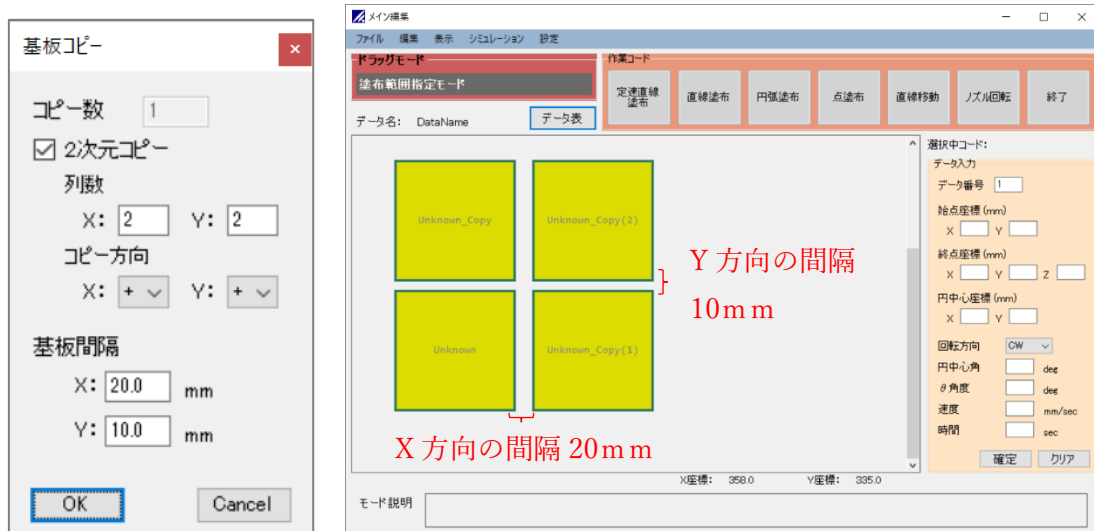 基板コピー
×
コピー数 1
2次元コピー
列数
X: 2 Y: 2
コピー方向
X: + Y: +
基板間隔
X: 20.0 mm
Y: 10.0 mm
OK Cancel
メイン編集
ファイル 編集 表示 シミュレーション 設定
ドラッグモード
塗布範囲指定モード
データ名: DataName データ表
作業コード
定速直線
塗布
直線塗布 円弧塗布 点塗布 直線移動 ノズル回転 終了
Unknown_Copy Unknown_Copy(2)
Unknown Unknown_Copy(1)
Y方向の間隔
10mm
X方向の間隔20mm
選択中コード:
データ入力
データ番号 1
始点座標(mm)
X Y
終点座標(mm)
X Y Z
円中心座標(mm)
X Y
回転方向 CW
円中心角 deg
θ角度 deg
速度 mm/sec
時間 sec
確定 クリア
X座標: 358.0 Y座標: 335.0
モード説明